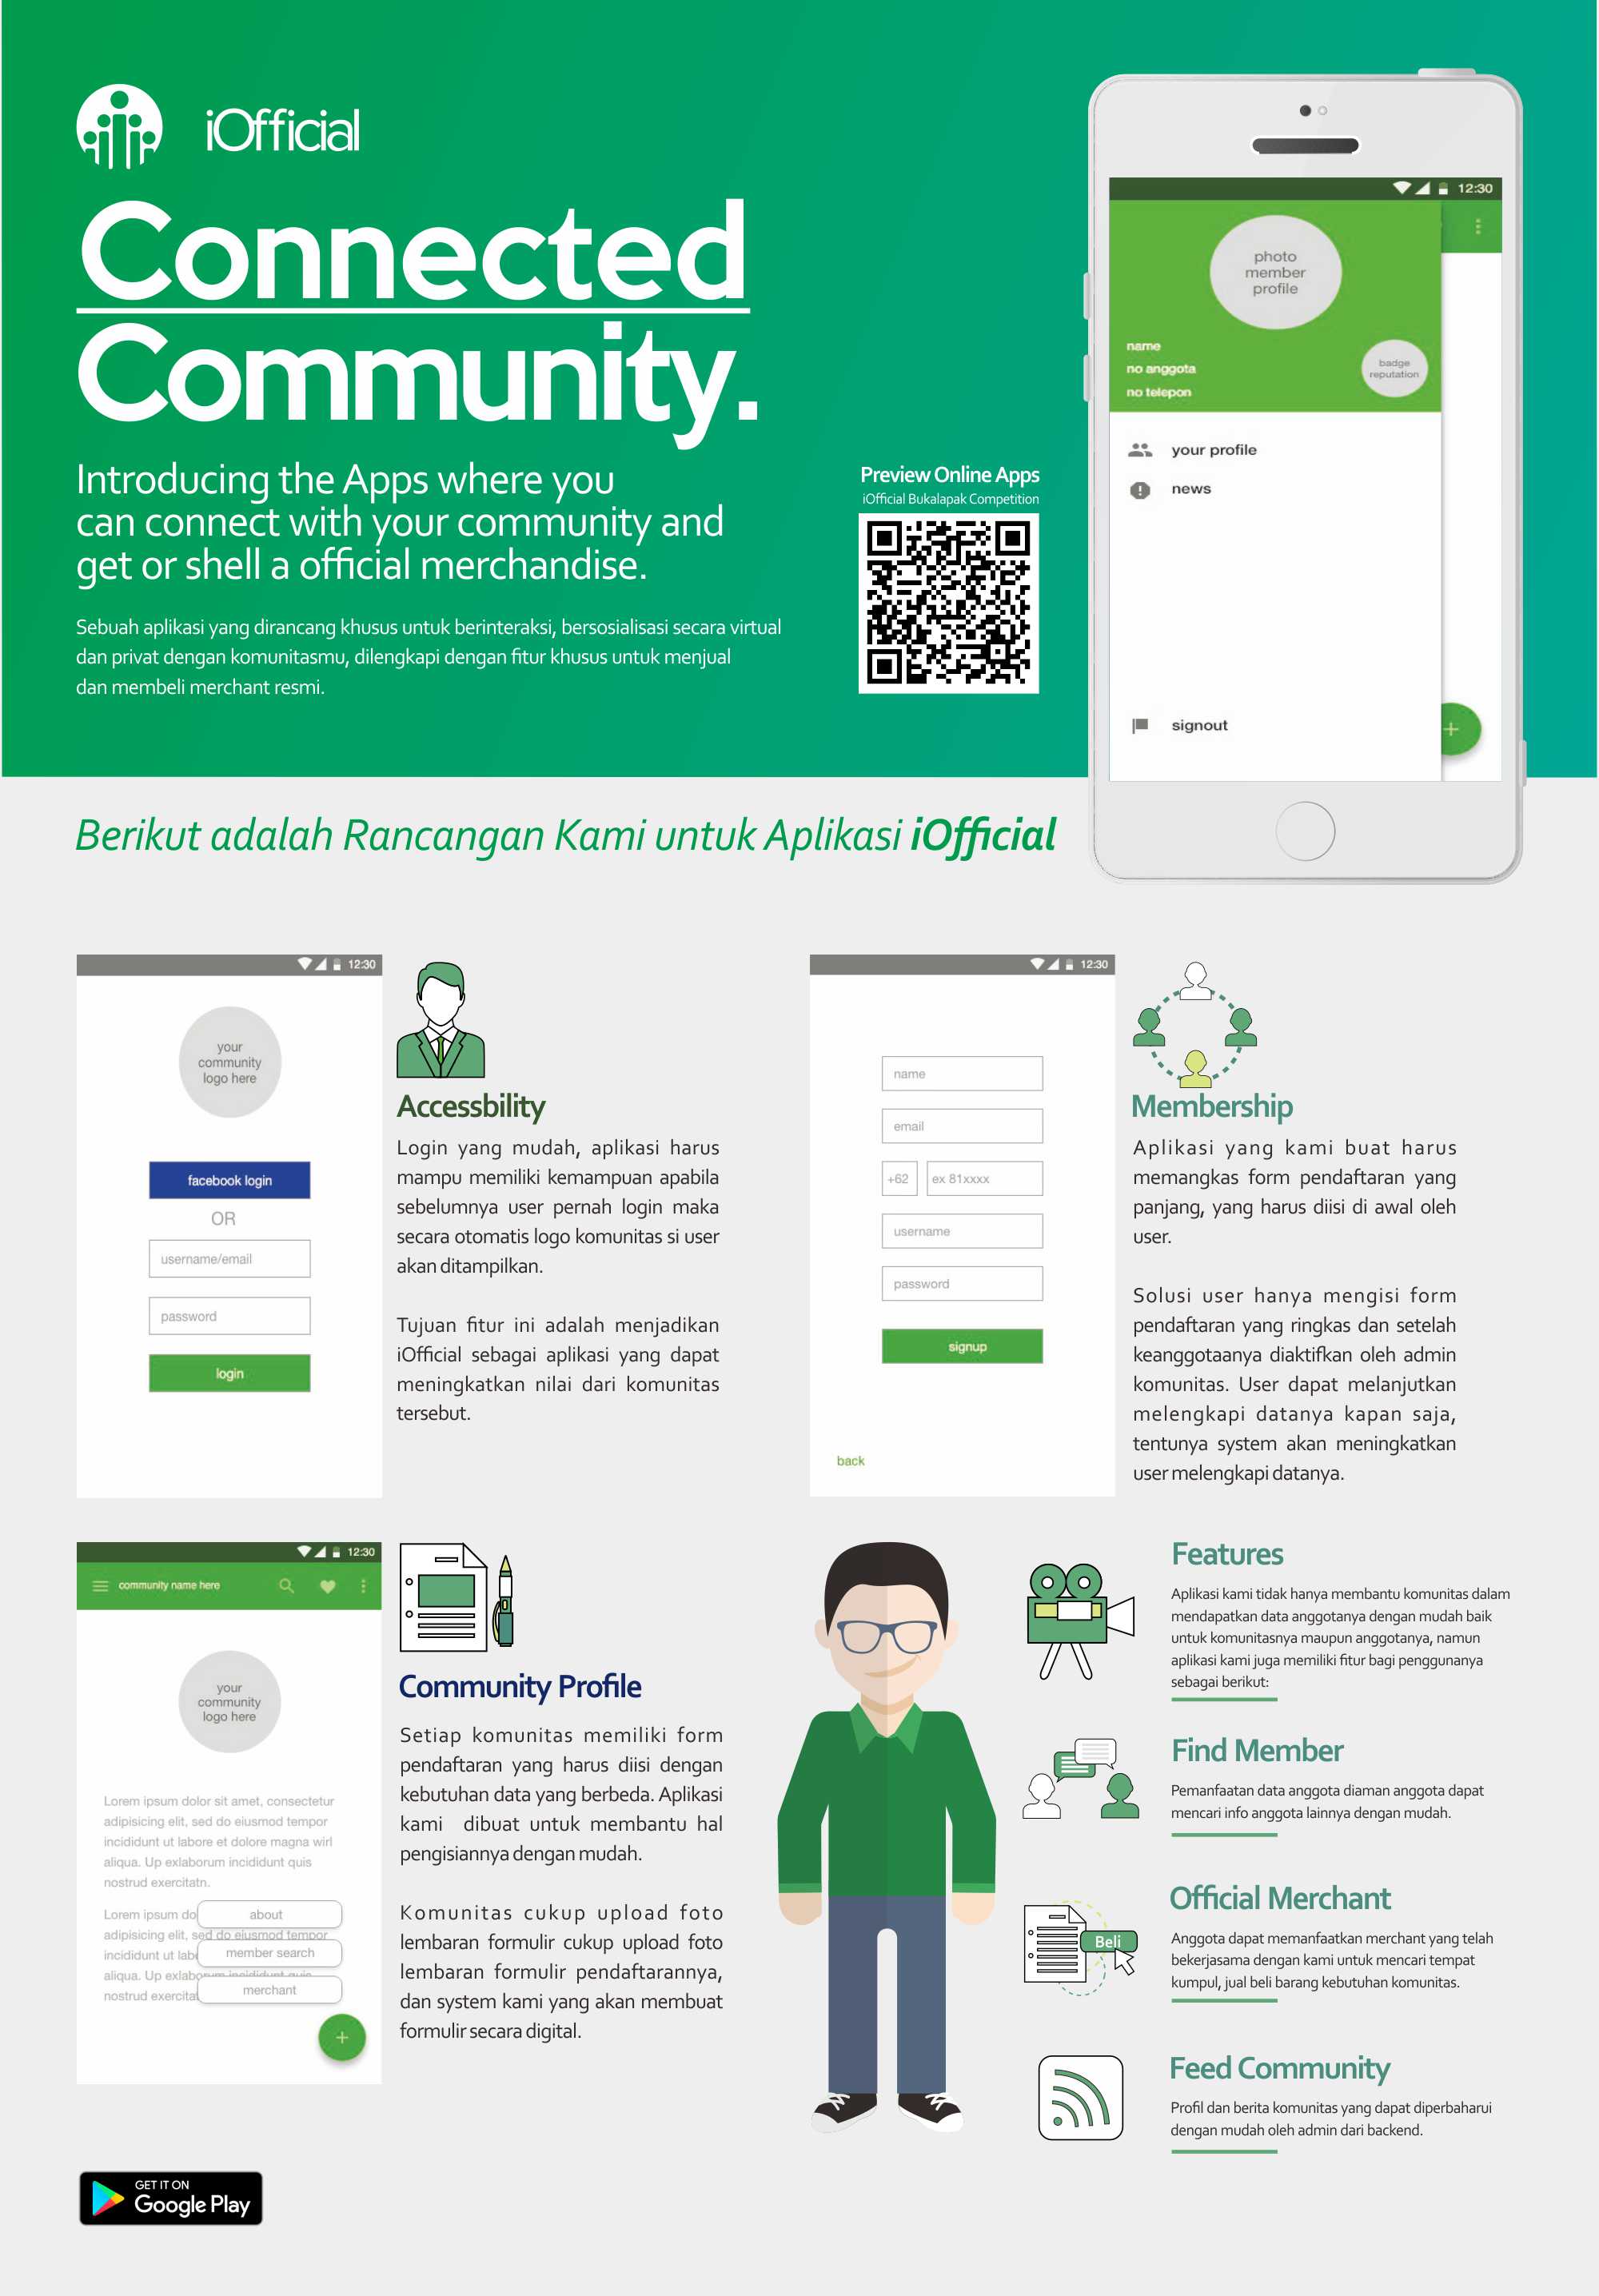 iOfficial
Connected
Community.
Introducing the Apps where you
can connect with your community and
get or shell a official merchandise.
Sebuah aplikasi yang dirancang khusus untuk berinteraksi, bersosialisasi secara virtual
dan privat dengan komunitasmu, dilengkapi dengan fitur khusus untuk menjual
dan membeli merchant resmi.
Preview Online Apps
iOfficial Bukalapak Competition
12:30
photo
member
profile
name
no anggota
no telepon
badge
reputation
your profile
news
signout
+
Berikut adalah Rancangan Kami untuk Aplikasi iOfficial
12:30
your
community
logo here
facebook login
OR
username/email
password
login
Accessbility
Login yang mudah, aplikasi harus
mampu memiliki kemampuan apabila
sebelumnya user pernah login maka
secara otomatis logo komunitas si user
akan ditampilkan.
Tujuan fitur ini adalah menjadikan
iOfficial sebagai aplikasi yang dapat
meningkatkan nilai dari komunitas
tersebut.
12:30
name
email
+62 ex 81xxxx
username
password
signup
back
Membership
Aplikasi yang kami buat harus
memangkas form pendaftaran yang
panjang, yang harus diisi di awal oleh
user.
Solusi user hanya mengisi form
pendaftaran yang ringkas dan setelah
keanggotaanya diaktifkan oleh admin
komunitas. User dapat melanjutkan
melengkapi datanya kapan saja,
tentunya system akan meningkatkan
user melengkapi datanya.
12:30
community name here
your
community
logo here
Lorem ipsum dolor sit amet, consectetur
adipisicing elit, sed do eiusmod tempor
incididunt ut labore et dolore magna wirl
aliqua. Up exlaborum incididunt quis
nostrud exercitatn.
Lorem ipsum do
about
adipisicing elit, sed do eiusmod tempor
incididunt ut labo
member search
aliqua. Up exlaborum incididunt quis
nostrud exercita
merchant
+
Community Profile
Setiap komunitas memiliki form
pendaftaran yang harus diisi dengan
kebutuhan data yang berbeda. Aplikasi
kami dibuat untuk membantu hal
pengisiannya dengan mudah.
Komunitas cukup upload foto
lembaran formulir cukup upload foto
lembaran formulir pendaftarannya,
dan system kami yang akan membuat
formulir secara digital.
Features
Aplikasi kami tidak hanya membantu komunitas dalam
mendapatkan data anggotanya dengan mudah baik
untuk komunitasnya maupun anggotanya, namun
aplikasi kami juga memiliki fitur bagi penggunanya
sebagai berikut:
Find Member
Pemanfaatan data anggota diaman anggota dapat
mencari info anggota lainnya dengan mudah.
Beli
Official Merchant
Anggota dapat memanfaatkan merchant yang telah
bekerjasama dengan kami untuk mencari tempat
kumpul, jual beli barang kebutuhan komunitas.
Feed Community
Profil dan berita komunitas yang dapat diperbaharui
dengan mudah oleh admin dari backend.
GET IT ON
Google Play